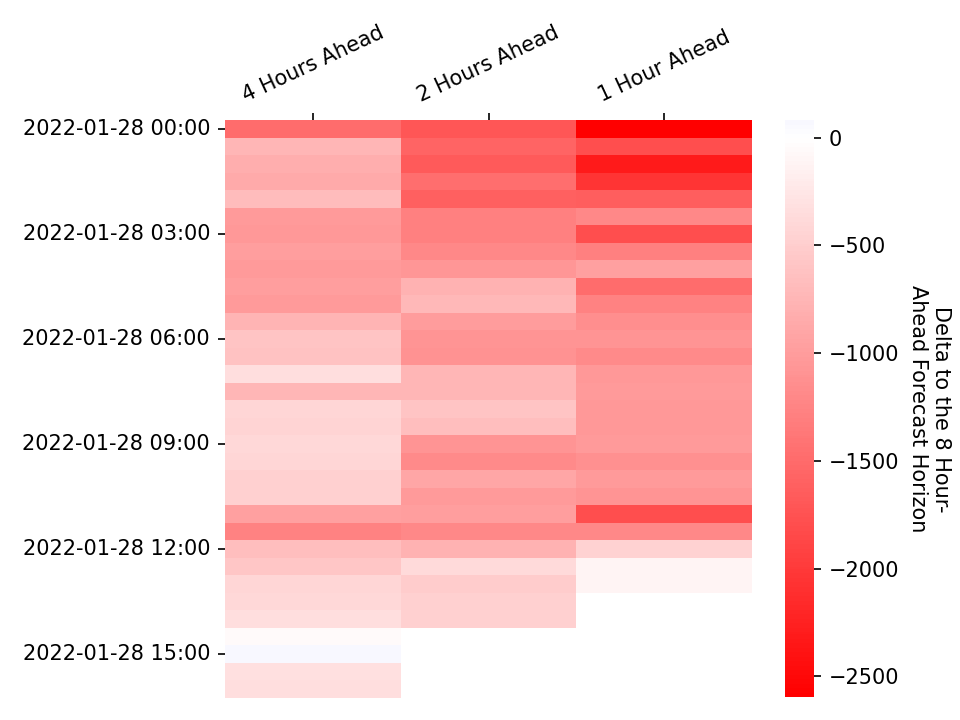 4 Hours Ahead
2 Hours Ahead
1 Hour Ahead
2022-01-28 00:00
2022-01-28 03:00
2022-01-28 06:00
2022-01-28 09:00
2022-01-28 12:00
2022-01-28 15:00
0
−500
−1000
−1500
−2000
−2500
Delta to the 8 Hour-
Ahead Forecast Horizon